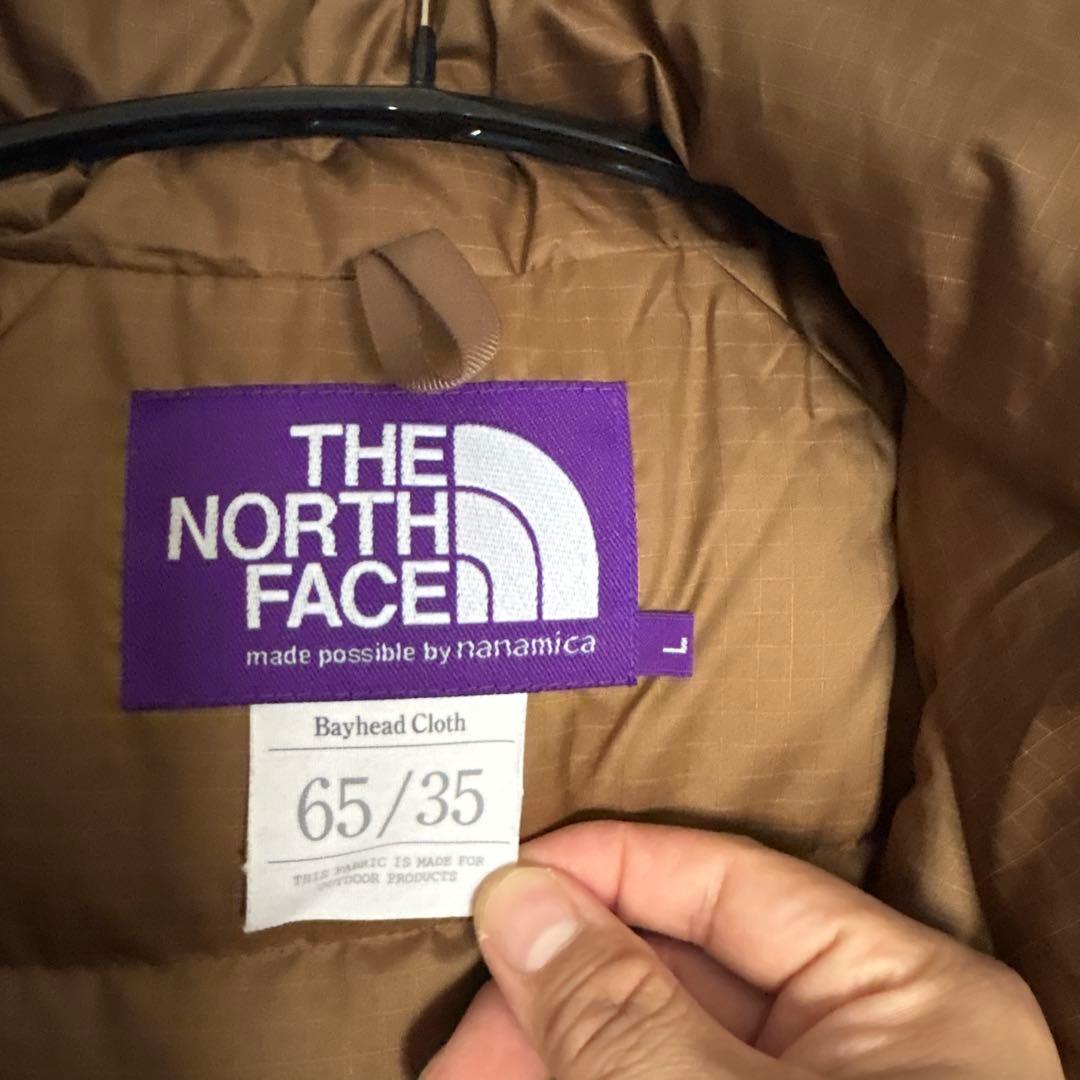 THE
NORTH
FACE
made possible by nanamica
L
Bayhead Cloth
65/35
THIS FABRIC IS MADE FOR
OUTDOOR PRODUCTS